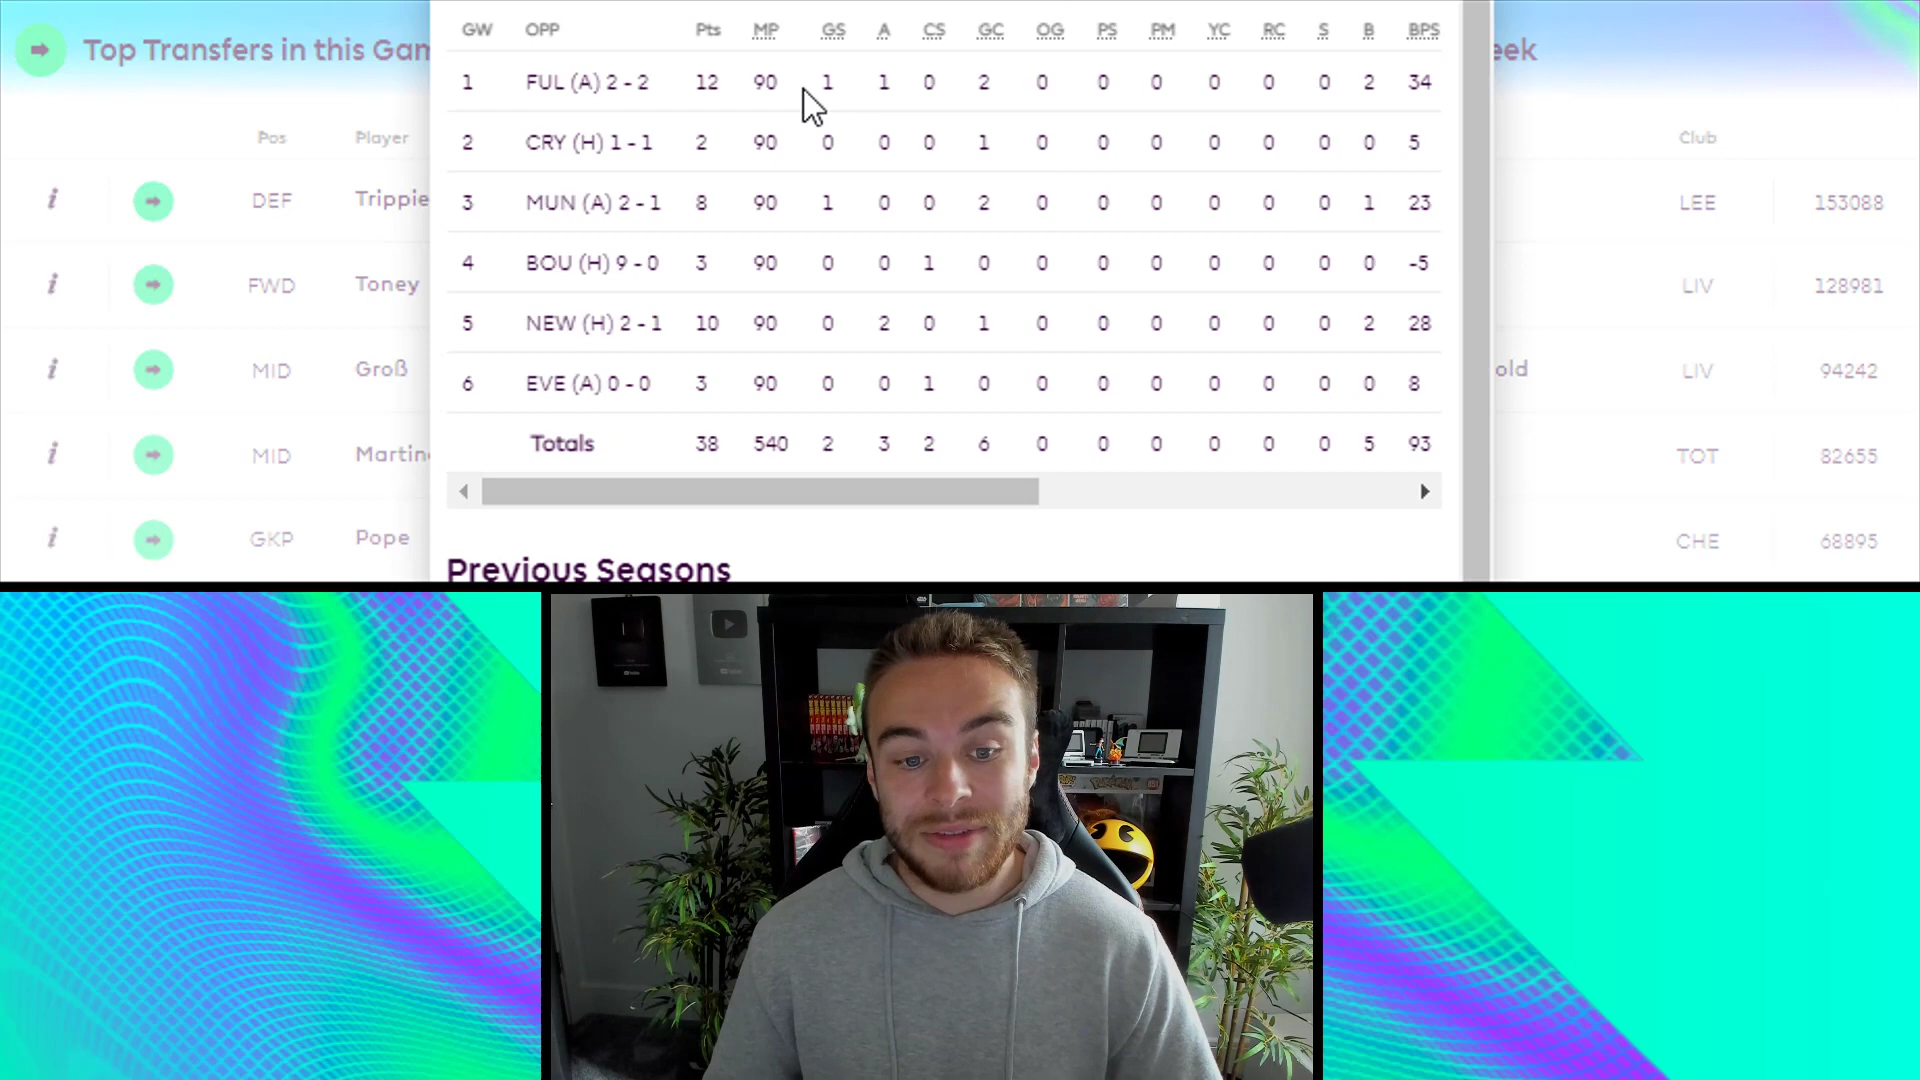 Top Transfers in this Gam
eek
Pos Player
i DEF Trippie
i FWD Toney
i MID Groß
i MID Martin
i GKP Pope
GW OPP Pts MP GS A CS GC OG PS PM YC RC S B BPS
1 FUL (A) 2 - 2 12 90 1 1 0 2 0 0 0 0 0 0 2 34
2 CRY (H) 1 - 1 2 90 0 0 0 1 0 0 0 0 0 0 0 5
3 MUN (A) 2 - 1 8 90 1 0 0 2 0 0 0 0 0 0 1 23
4 BOU (H) 9 - 0 3 90 0 0 1 0 0 0 0 0 0 0 0 -5
5 NEW (H) 2 - 1 10 90 0 2 0 1 0 0 0 0 0 0 2 28
6 EVE (A) 0 - 0 3 90 0 0 1 0 0 0 0 0 0 0 0 8
Totals 38 540 2 3 2 6 0 0 0 0 0 0 5 93
Previous Seasons
Club
LEE 153088
LIV 128981
old LIV 94242
TOT 82655
CHE 68895